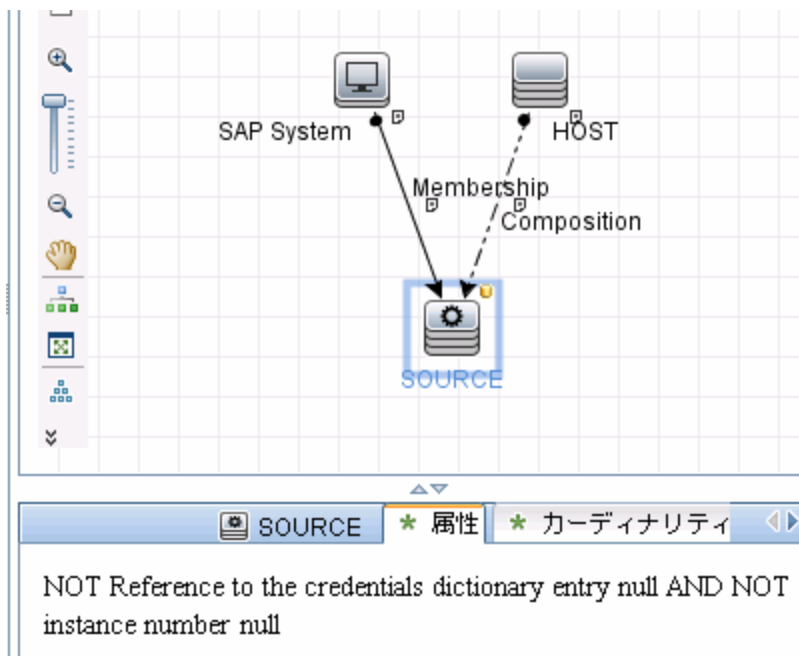 SAP System
HOST
Membership
Composition
SOURCE
SOURCE
* 属性
* カーディナリティ
NOT Reference to the credentials dictionary entry null AND NOT
instance number null